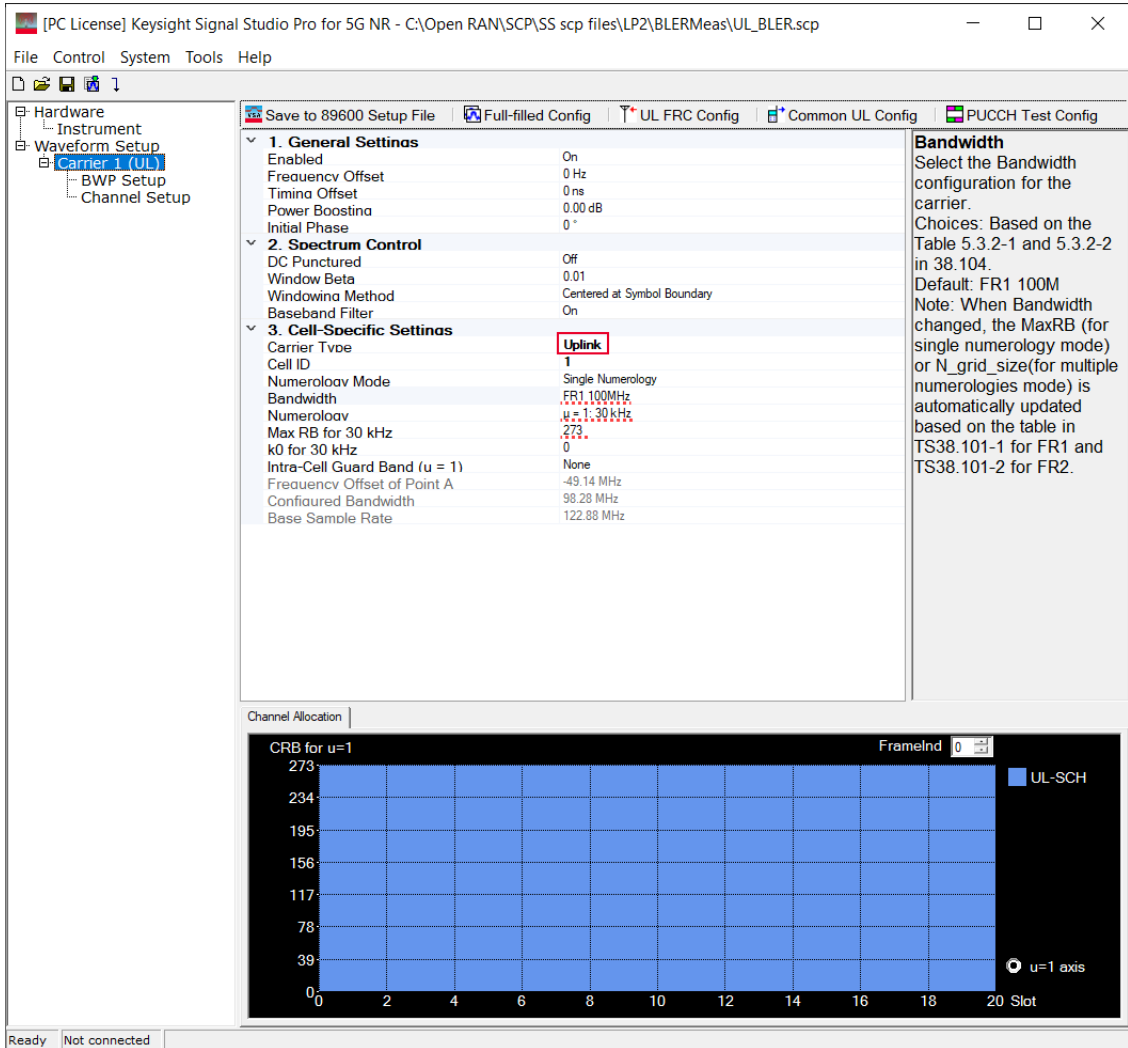 [PC License] Keysight Signal Studio Pro for 5G NR - C:\Open RAN\SCP\SS scp files\LP2\BLERMeas\UL_BLER.scp
File Control System Tools Help
Hardware
Instrument
Waveform Setup
Carrier 1 (UL)
BWP Setup
Channel Setup
Save to 89600 Setup File Full-filled Config UL FRC Config Common UL Config PUCCH Test Config
1. General Settings
Enabled On
Frequency Offset 0 Hz
Timing Offset 0 ns
Power Boosting 0.00 dB
Initial Phase 0 °
2. Spectrum Control
DC Punctured Off
Window Beta 0.01
Windowing Method Centered at Symbol Boundary
Baseband Filter On
3. Cell-Specific Settings
Carrier Type Uplink
Cell ID 1
Numerology Mode Single Numerology
Bandwidth FR1 100MHz
Numerology µ = 1: 30 kHz
Max RB for 30 kHz 273
k0 for 30 kHz 0
Intra-Cell Guard Band (u = 1) None
Frequency Offset of Point A -49.14 MHz
Configured Bandwidth 98.28 MHz
Base Sample Rate 122.88 MHz
Bandwidth
Select the Bandwidth
configuration for the
carrier.
Choices: Based on the
Table 5.3.2-1 and 5.3.2-2
in 38.104.
Default: FR1 100M
Note: When Bandwidth
changed, the MaxRB (for
single numerology mode)
or N_grid_size(for multiple
numerologies mode) is
automatically updated
based on the table in
TS38.101-1 for FR1 and
TS38.101-2 for FR2.
Channel Allocation
CRB for u=1 FrameInd 0
273
234
195
156
117
78
39
0
0 2 4 6 8 10 12 14 16 18 20 Slot
UL-SCH
u=1 axis
Ready Not connected